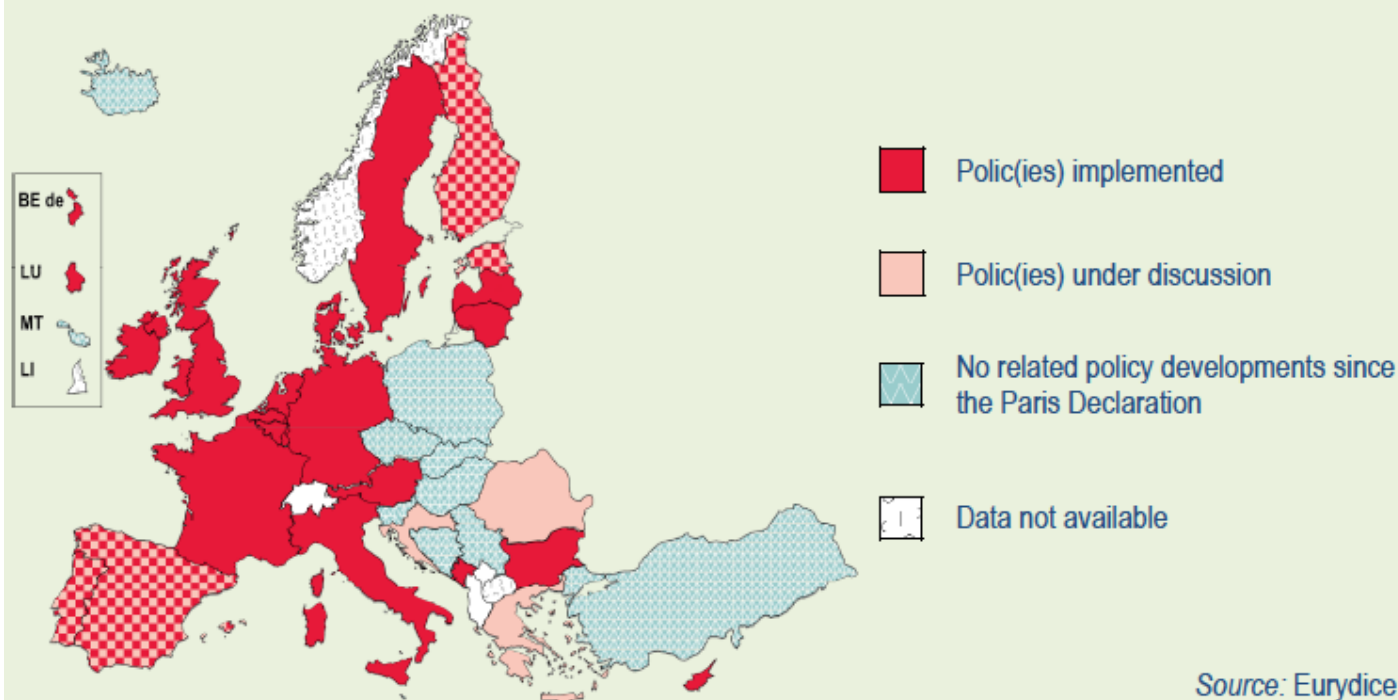 BE de
LU
MT
LI
Polic(ies) implemented
Polic(ies) under discussion
No related policy developments since
the Paris Declaration
Data not available
Source: Eurydice